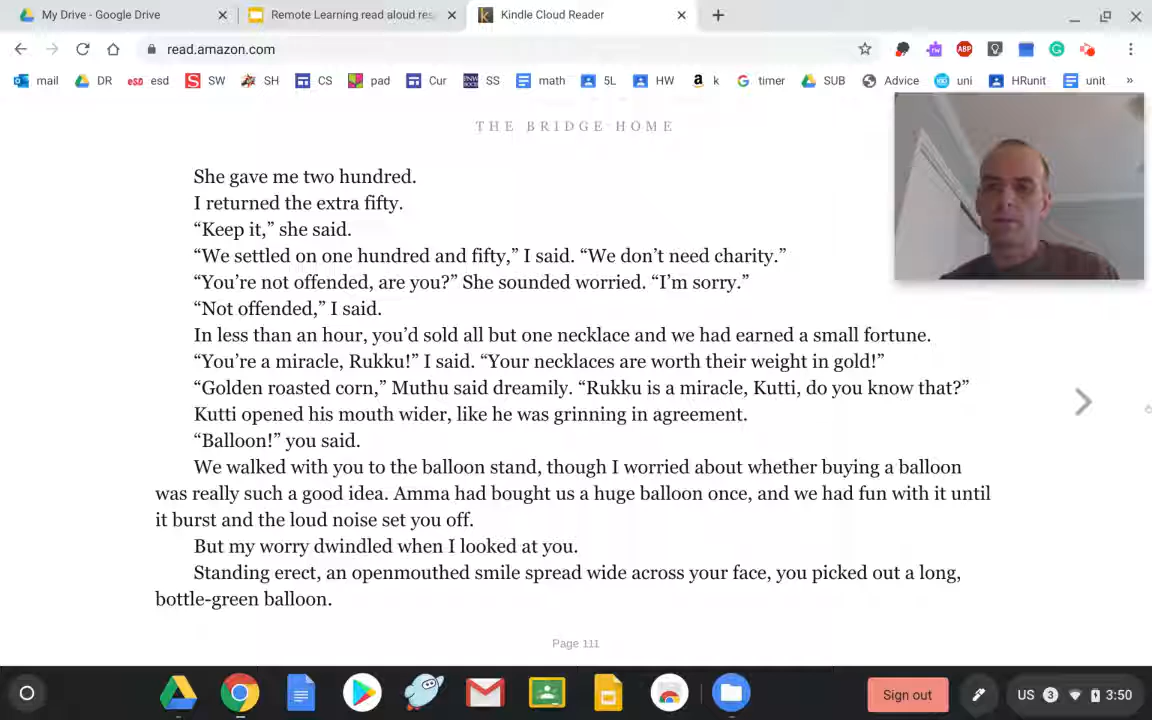 My Drive - Google Drive
Remote Learning read aloud res
Kindle Cloud Reader
read.amazon.com
mail DR esd esd SW SH CS pad Cur SS math 5L HW a k timer SUB Advice uni HRunit unit »
THE BRIDGE HOME
She gave me two hundred.
I returned the extra fifty.
“Keep it,” she said.
“We settled on one hundred and fifty,” I said. “We don’t need charity.”
“You’re not offended, are you?” She sounded worried. “I’m sorry.”
“Not offended,” I said.
In less than an hour, you’d sold all but one necklace and we had earned a small fortune.
“You’re a miracle, Rukku!” I said. “Your necklaces are worth their weight in gold!”
“Golden roasted corn,” Muthu said dreamily. “Rukku is a miracle, Kutti, do you know that?”
Kutti opened his mouth wider, like he was grinning in agreement.
“Balloon!” you said.
We walked with you to the balloon stand, though I worried about whether buying a balloon
was really such a good idea. Amma had bought us a huge balloon once, and we had fun with it until
it burst and the loud noise set you off.
But my worry dwindled when I looked at you.
Standing erect, an openmouthed smile spread wide across your face, you picked out a long,
bottle-green balloon.
Page 111
Sign out
US 3 3:50